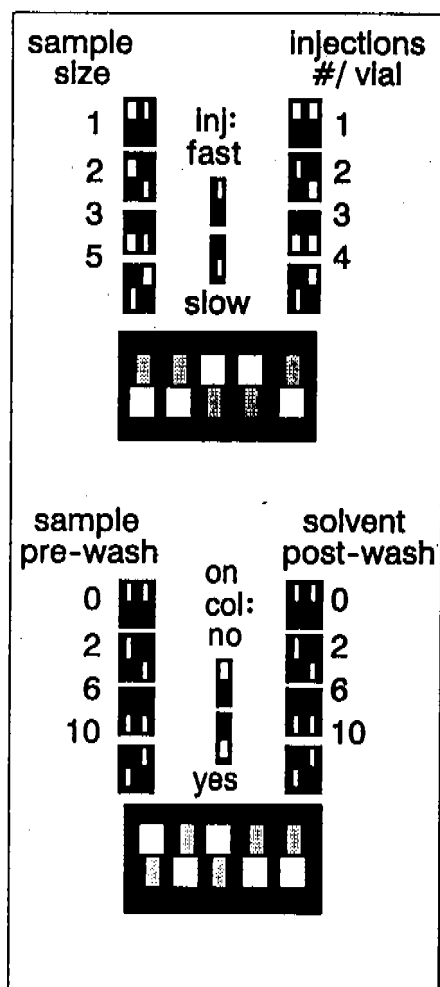 sample size
1
2
3
5
inj:
fast
slow
injections
#/ vial
1
2
3
4
sample
pre-wash
0
2
6
10
on
col:
no
yes
solvent
post-wash
0
2
6
10